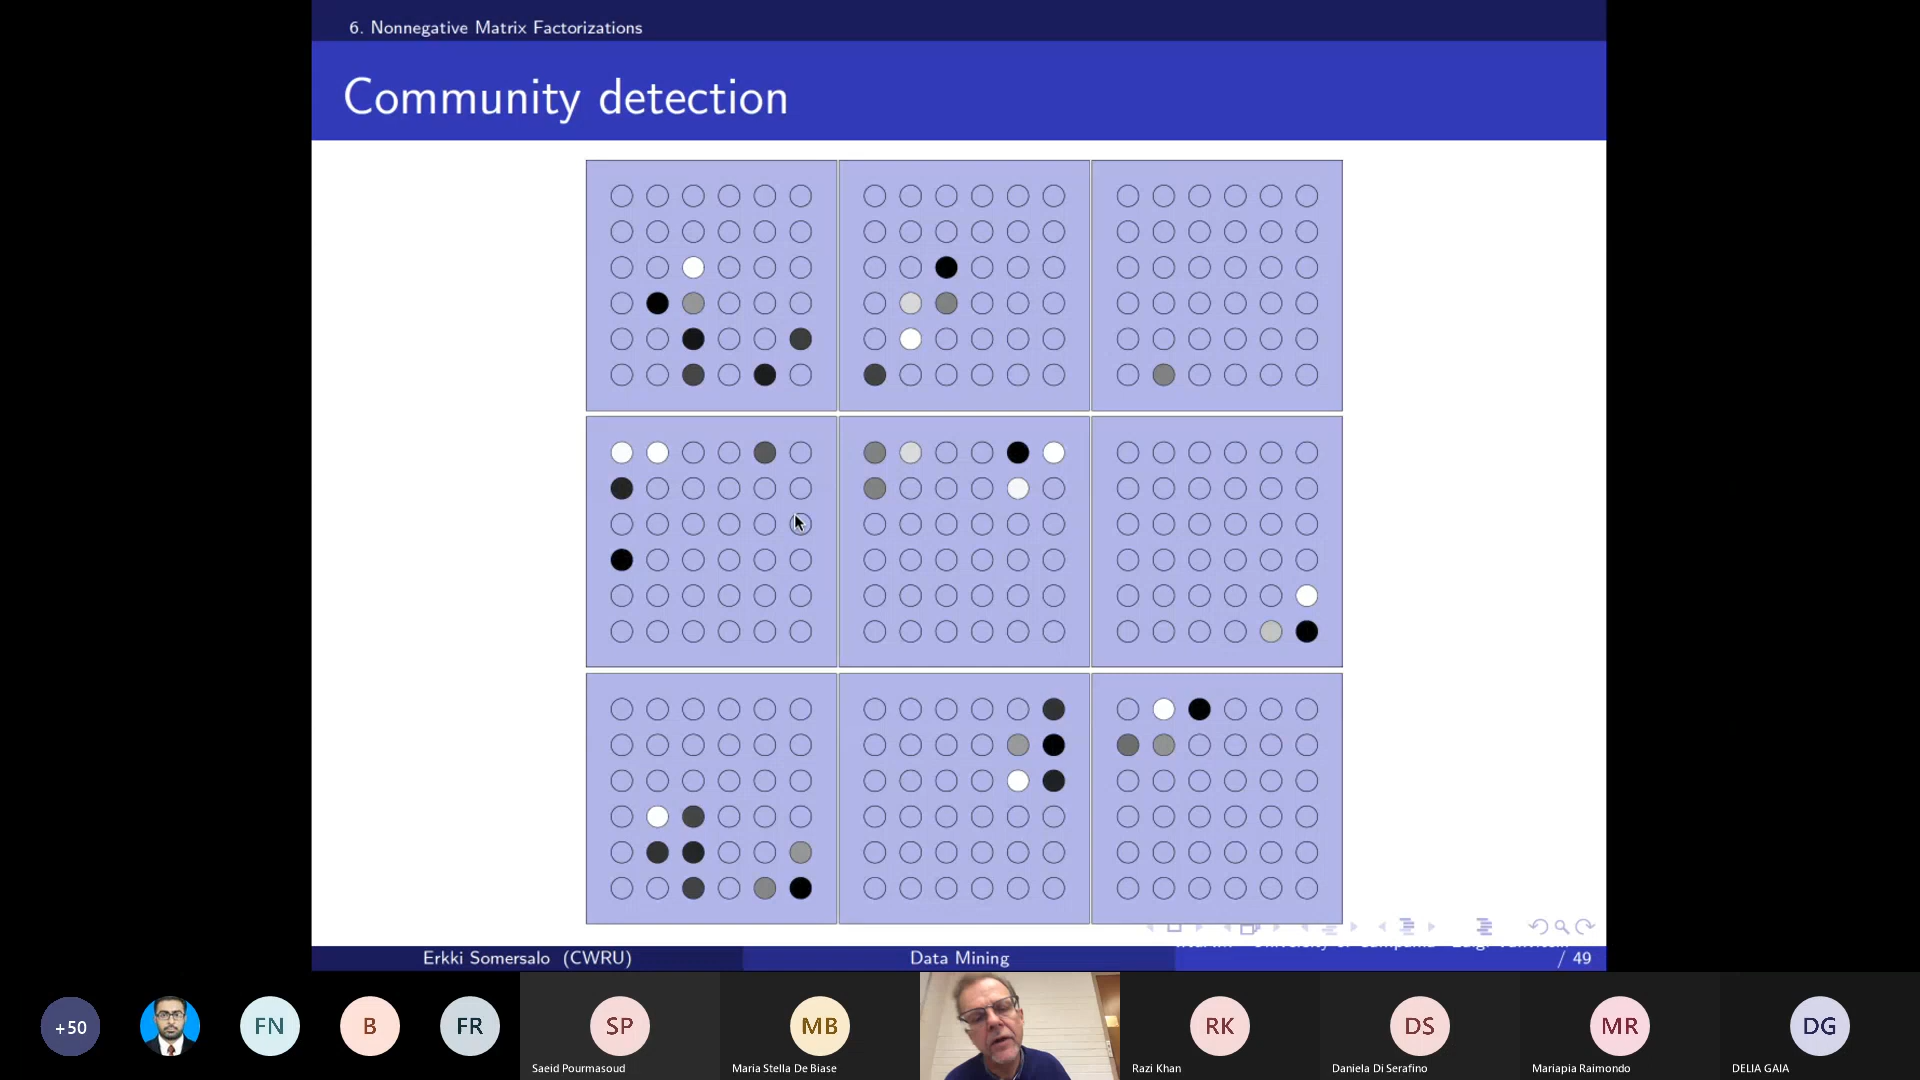 6. Nonnegative Matrix Factorizations
Community detection
Erkki Somersalo (CWRU)
Data Mining
/ 49
+50
FN
B
FR
SP
MB
RK
DS
MR
DG
Saeid Pourmasoud
Maria Stella De Biase
Razi Khan
Daniela Di Serafino
Mariapia Raimondo
DELIA GAIA